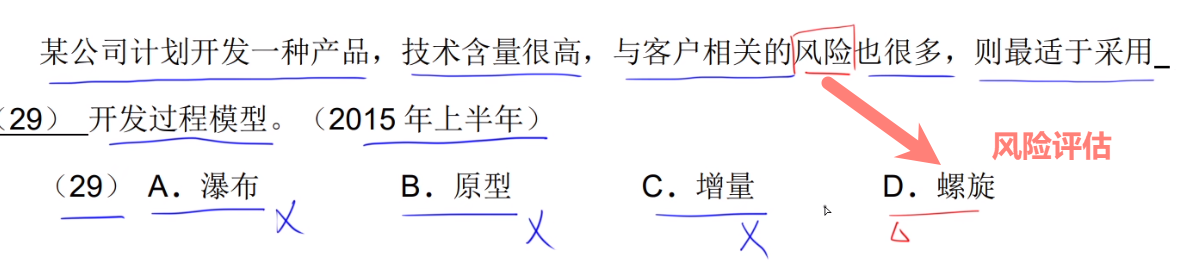 某公司计划开发一种产品，技术含量很高，与客户相关的风险也很多，则最适于采用_
（29） 开发过程模型。（2015 年上半年）
风险评估
（29） A．瀑布 B．原型 C．增量 D．螺旋